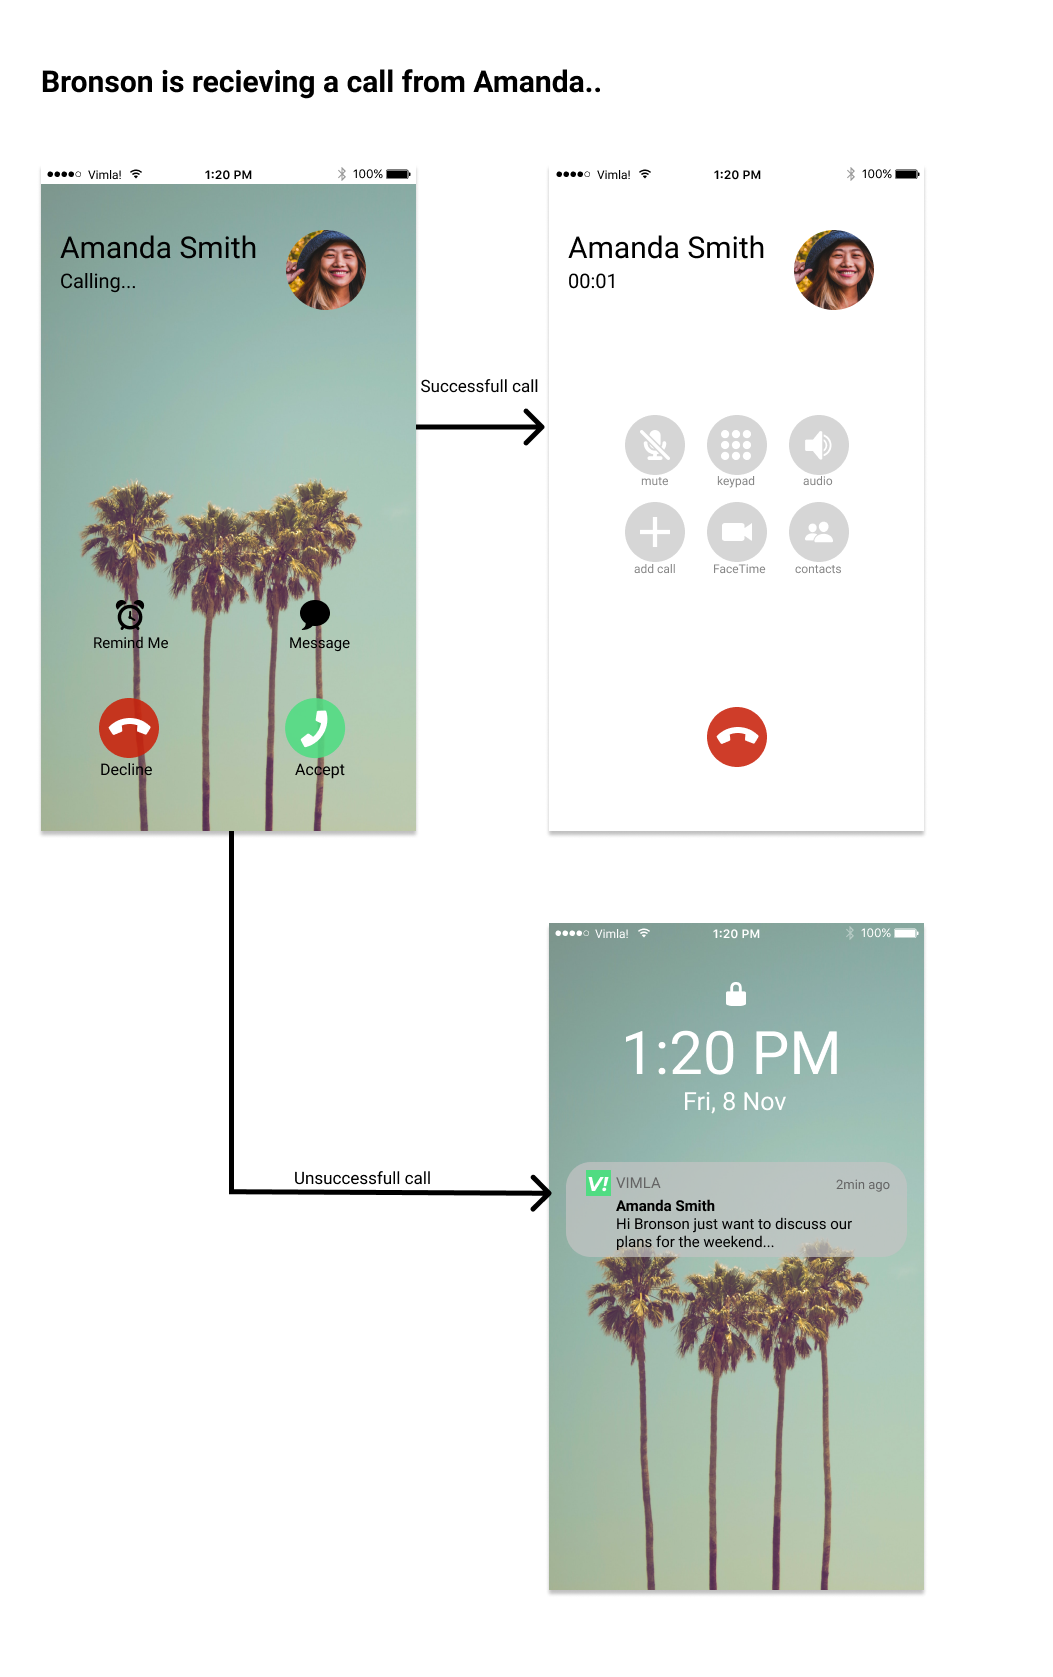 Bronson is recieving a call from Amanda..
Vimla! 1:20 PM 100%
Amanda Smith
Calling...
Remind Me Message
Decline Accept
Successfull call
Vimla! 1:20 PM 100%
Amanda Smith
00:01
mute keypad audio
add call FaceTime contacts
Unsuccessfull call
Vimla! 1:20 PM 100%
1:20 PM
Fri, 8 Nov
V! VIMLA 2min ago
Amanda Smith
Hi Bronson just want to discuss our
plans for the weekend...